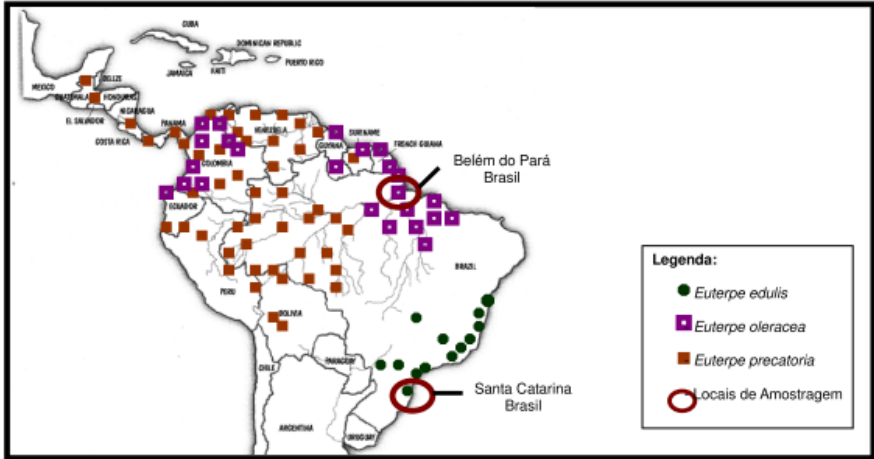 CUBA
DOMINICAN REPUBLIC
PUERTO RICO
HAITI
JAMAICA
MEXICO
BELIZE
GUATEMALA
HONDURAS
NICARAGUA
EL SALVADOR
COSTA RICA
PANAMA
VENEZUELA
GUYANA
SURINAME
FRENCH GUIANA
COLOMBIA
ECUADOR
PERU
BRAZIL
BOLIVIA
PARAGUAY
CHILE
ARGENTINA
URUGUAY
Belém do Pará
Brasil
Santa Catarina
Brasil
Legenda:
Euterpe edulis
Euterpe oleracea
Euterpe precatoria
Locais de Amostragem